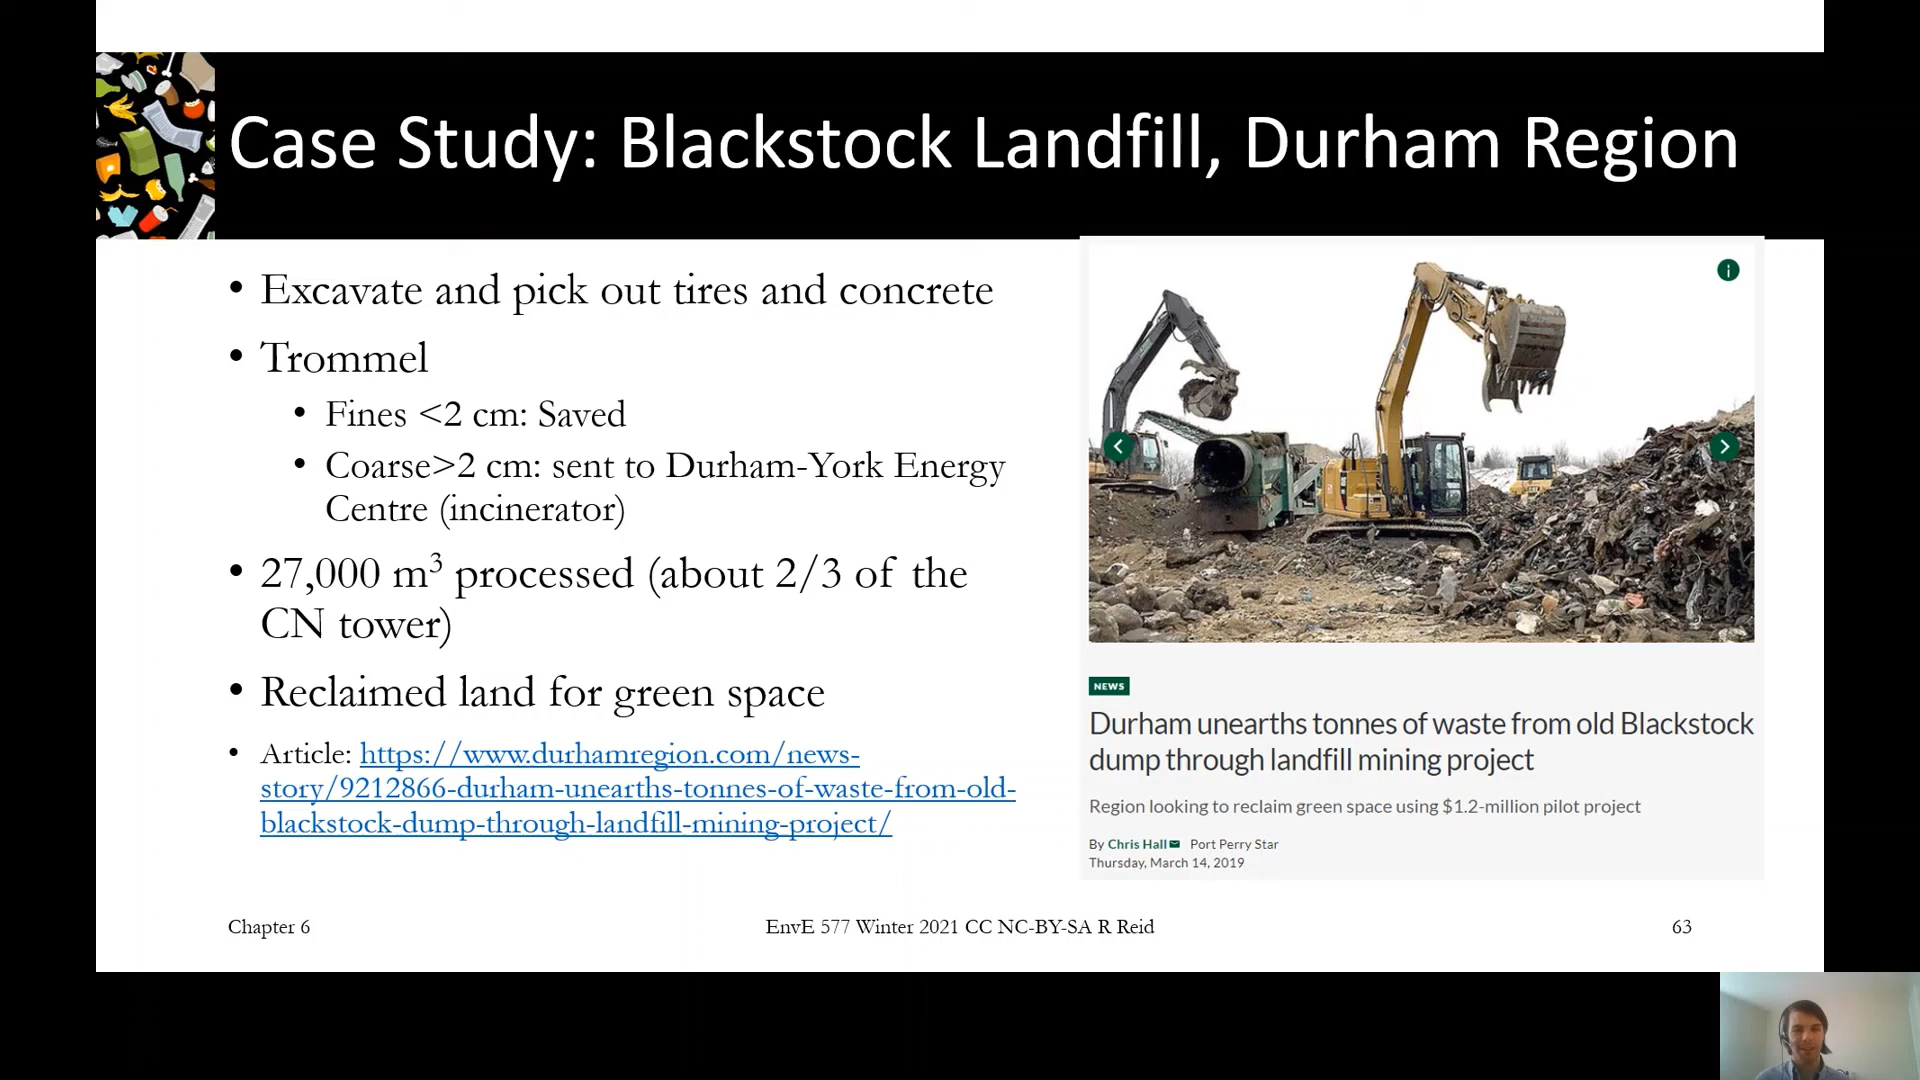 Case Study: Blackstock Landfill, Durham Region
• Excavate and pick out tires and concrete
• Trommel
• Fines <2 cm: Saved
• Coarse>2 cm: sent to Durham-York Energy
Centre (incinerator)
• 27,000 m³ processed (about 2/3 of the
CN tower)
• Reclaimed land for green space
• Article: https://www.durhamregion.com/news-
story/9212866-durham-unearths-tonnes-of-waste-from-old-
blackstock-dump-through-landfill-mining-project/
NEWS
Durham unearths tonnes of waste from old Blackstock
dump through landfill mining project
Region looking to reclaim green space using $1.2-million pilot project
By Chris Hall Port Perry Star
Thursday, March 14, 2019
Chapter 6
EnvE 577 Winter 2021 CC NC-BY-SA R Reid
63